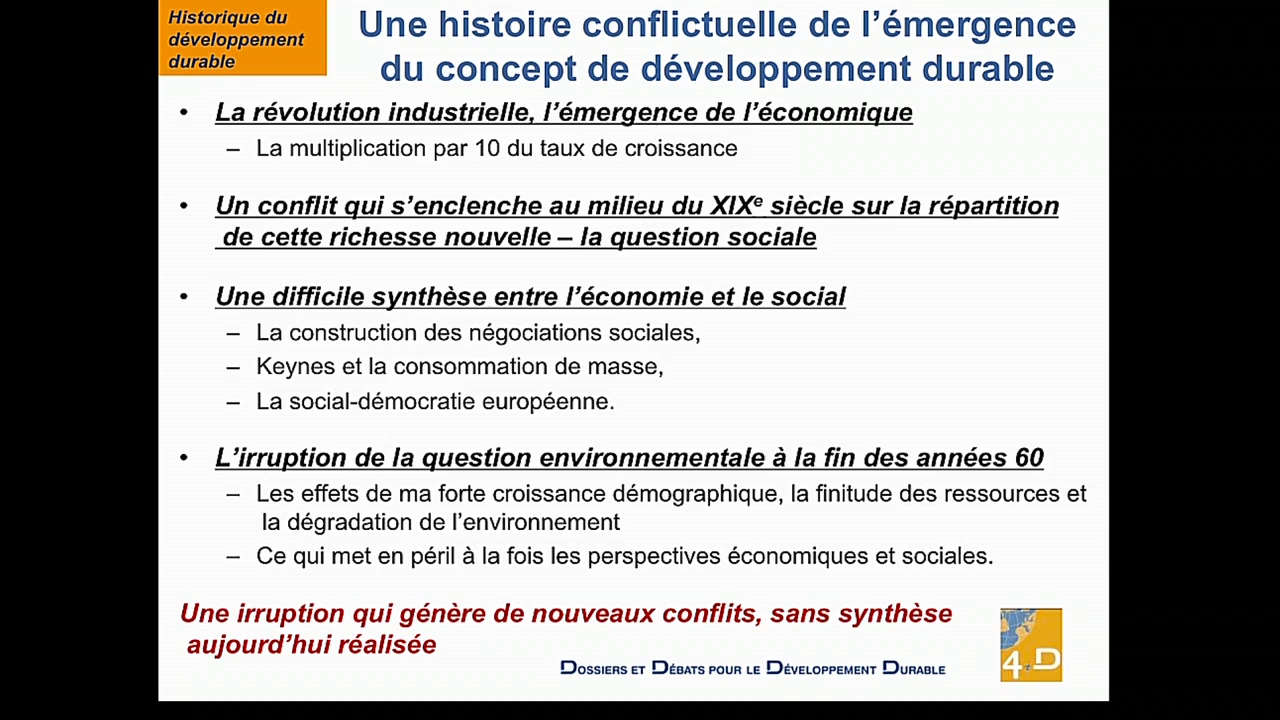 Historique du
développement
durable
Une histoire conflictuelle de l’émergence
du concept de développement durable
• La révolution industrielle, l’émergence de l’économique
– La multiplication par 10 du taux de croissance
• Un conflit qui s’enclenche au milieu du XIXe siècle sur la répartition
de cette richesse nouvelle – la question sociale
• Une difficile synthèse entre l’économie et le social
– La construction des négociations sociales,
– Keynes et la consommation de masse,
– La social-démocratie européenne.
• L’irruption de la question environnementale à la fin des années 60
– Les effets de ma forte croissance démographique, la finitude des ressources et
la dégradation de l’environnement
– Ce qui met en péril à la fois les perspectives économiques et sociales.
Une irruption qui génère de nouveaux conflits, sans synthèse
aujourd’hui réalisée
Dossiers et Débats pour le Développement Durable
4 D